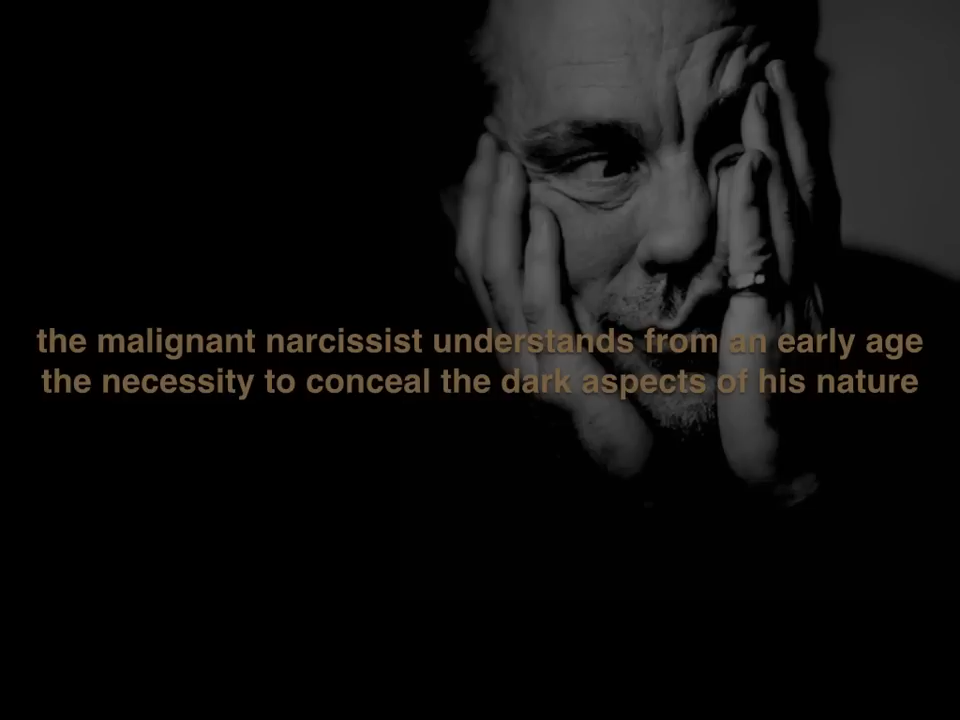 the malignant narcissist understands from an early age
the necessity to conceal the dark aspects of his nature